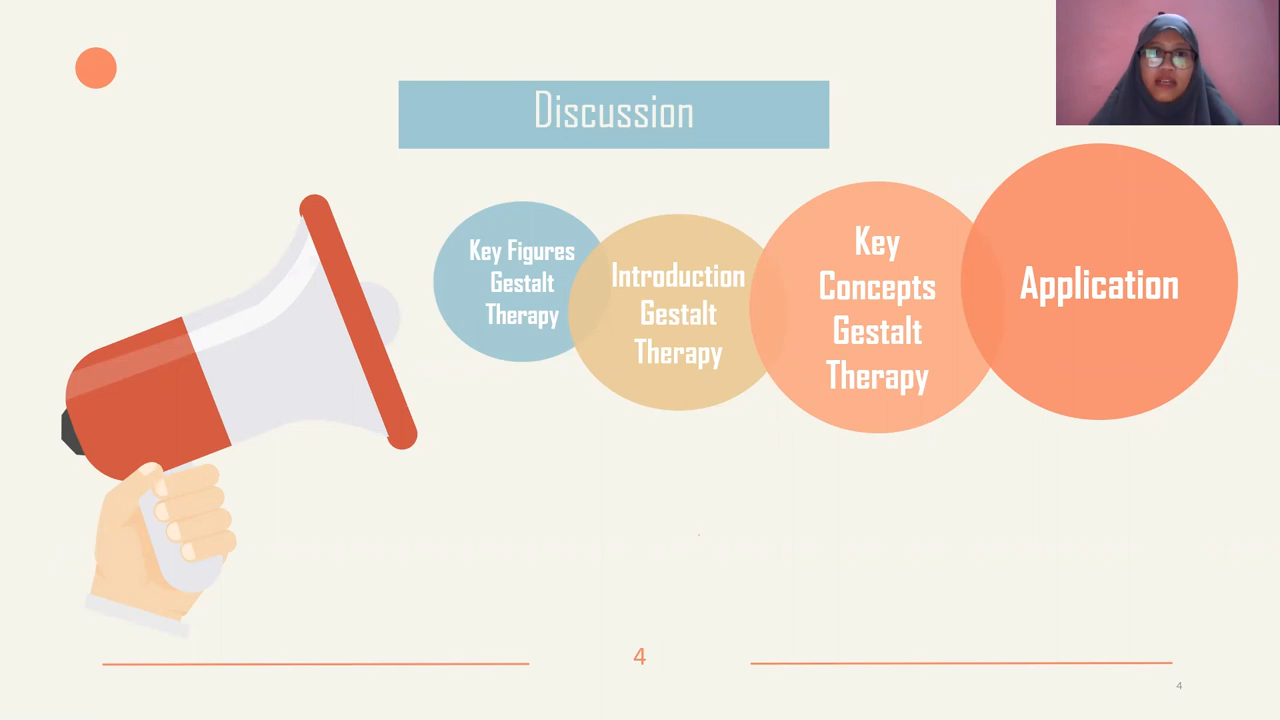 Discussion
Key Figures
Gestalt
Therapy
Introduction
Gestalt
Therapy
Key
Concepts
Gestalt
Therapy
Application
4
4